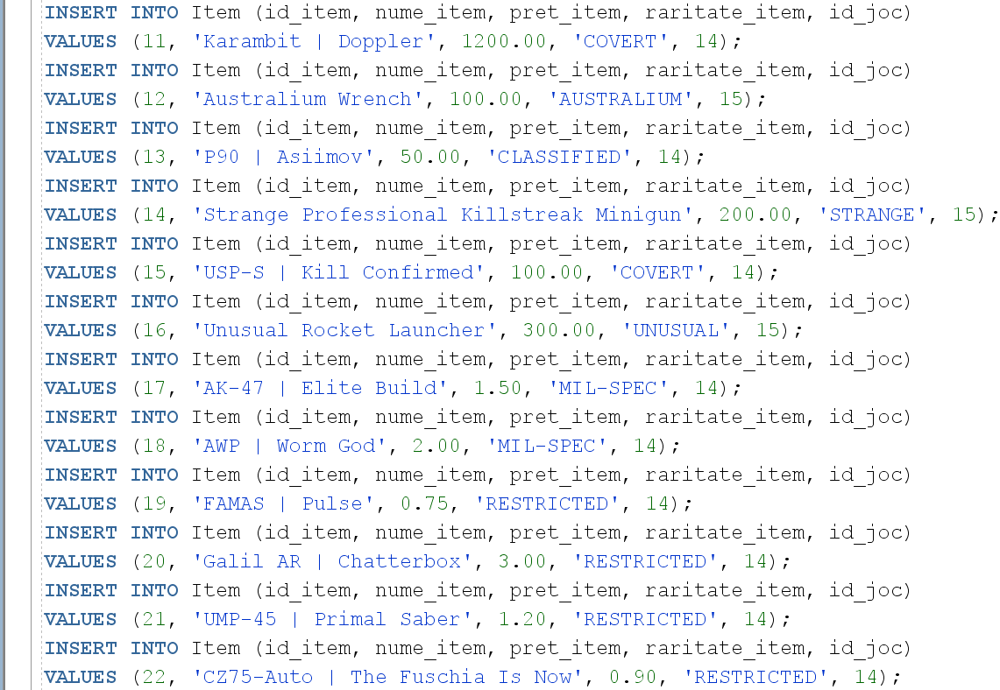 INSERT INTO Item (id_item, nume_item, pret_item, raritate_item, id_joc)
VALUES (11, 'Karambit | Doppler', 1200.00, 'COVERT', 14);
INSERT INTO Item (id_item, nume_item, pret_item, raritate_item, id_joc)
VALUES (12, 'Australium Wrench', 100.00, 'AUSTRALIUM', 15);
INSERT INTO Item (id_item, nume_item, pret_item, raritate_item, id_joc)
VALUES (13, 'P90 | Asiimov', 50.00, 'CLASSIFIED', 14);
INSERT INTO Item (id_item, nume_item, pret_item, raritate_item, id_joc)
VALUES (14, 'Strange Professional Killstreak Minigun', 200.00, 'STRANGE', 15);
INSERT INTO Item (id_item, nume_item, pret_item, raritate_item, id_joc)
VALUES (15, 'USP-S | Kill Confirmed', 100.00, 'COVERT', 14);
INSERT INTO Item (id_item, nume_item, pret_item, raritate_item, id_joc)
VALUES (16, 'Unusual Rocket Launcher', 300.00, 'UNUSUAL', 15);
INSERT INTO Item (id_item, nume_item, pret_item, raritate_item, id_joc)
VALUES (17, 'AK-47 | Elite Build', 1.50, 'MIL-SPEC', 14);
INSERT INTO Item (id_item, nume_item, pret_item, raritate_item, id_joc)
VALUES (18, 'AWP | Worm God', 2.00, 'MIL-SPEC', 14);
INSERT INTO Item (id_item, nume_item, pret_item, raritate_item, id_joc)
VALUES (19, 'FAMAS | Pulse', 0.75, 'RESTRICTED', 14);
INSERT INTO Item (id_item, nume_item, pret_item, raritate_item, id_joc)
VALUES (20, 'Galil AR | Chatterbox', 3.00, 'RESTRICTED', 14);
INSERT INTO Item (id_item, nume_item, pret_item, raritate_item, id_joc)
VALUES (21, 'UMP-45 | Primal Saber', 1.20, 'RESTRICTED', 14);
INSERT INTO Item (id_item, nume_item, pret_item, raritate_item, id_joc)
VALUES (22, 'CZ75-Auto | The Fuschia Is Now', 0.90, 'RESTRICTED', 14);